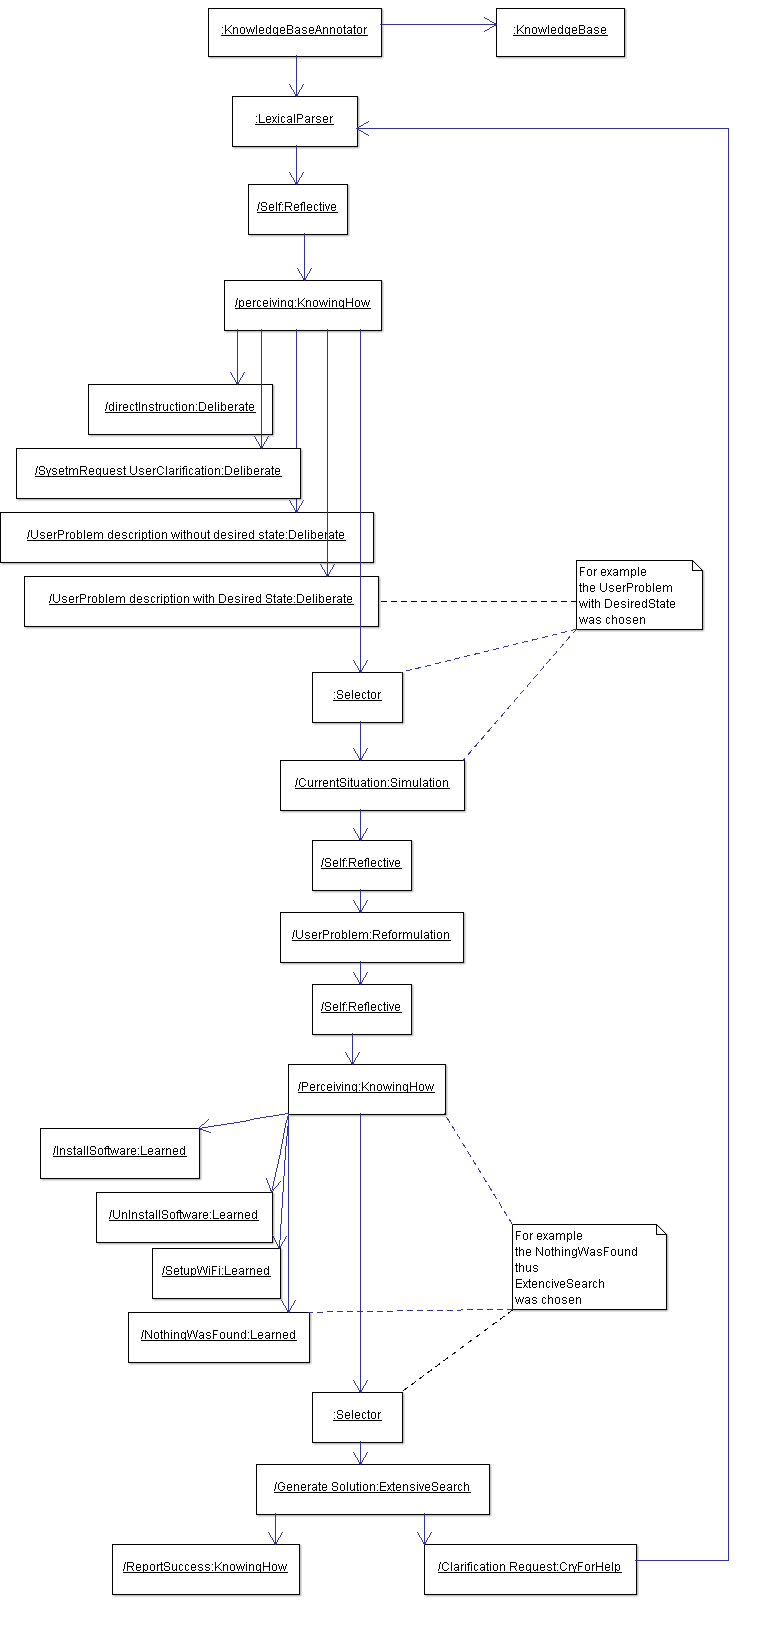 :KnowledgeBaseAnnotator
:KnowledgeBase
:LexicalParser
/Self:Reflective
/perceiving:KnowingHow
/directInstruction:Deliberate
/SysetmRequest UserClarification:Deliberate
/UserProblem description without desired state:Deliberate
/UserProblem description with Desired State:Deliberate
For example
the UserProblem
with DesiredState
was chosen
:Selector
/CurrentSituation:Simulation
/Self:Reflective
/UserProblem:Reformulation
/Self:Reflective
/Perceiving:KnowingHow
/InstallSoftware:Learned
/UnInstallSoftware:Learned
/SetupWiFi:Learned
/NothingWasFound:Learned
For example
the NothingWasFound
thus
ExtenciveSearch
was chosen
:Selector
/Generate Solution:ExtensiveSearch
/ReportSuccess:KnowingHow
/Clarification Request:CryForHelp